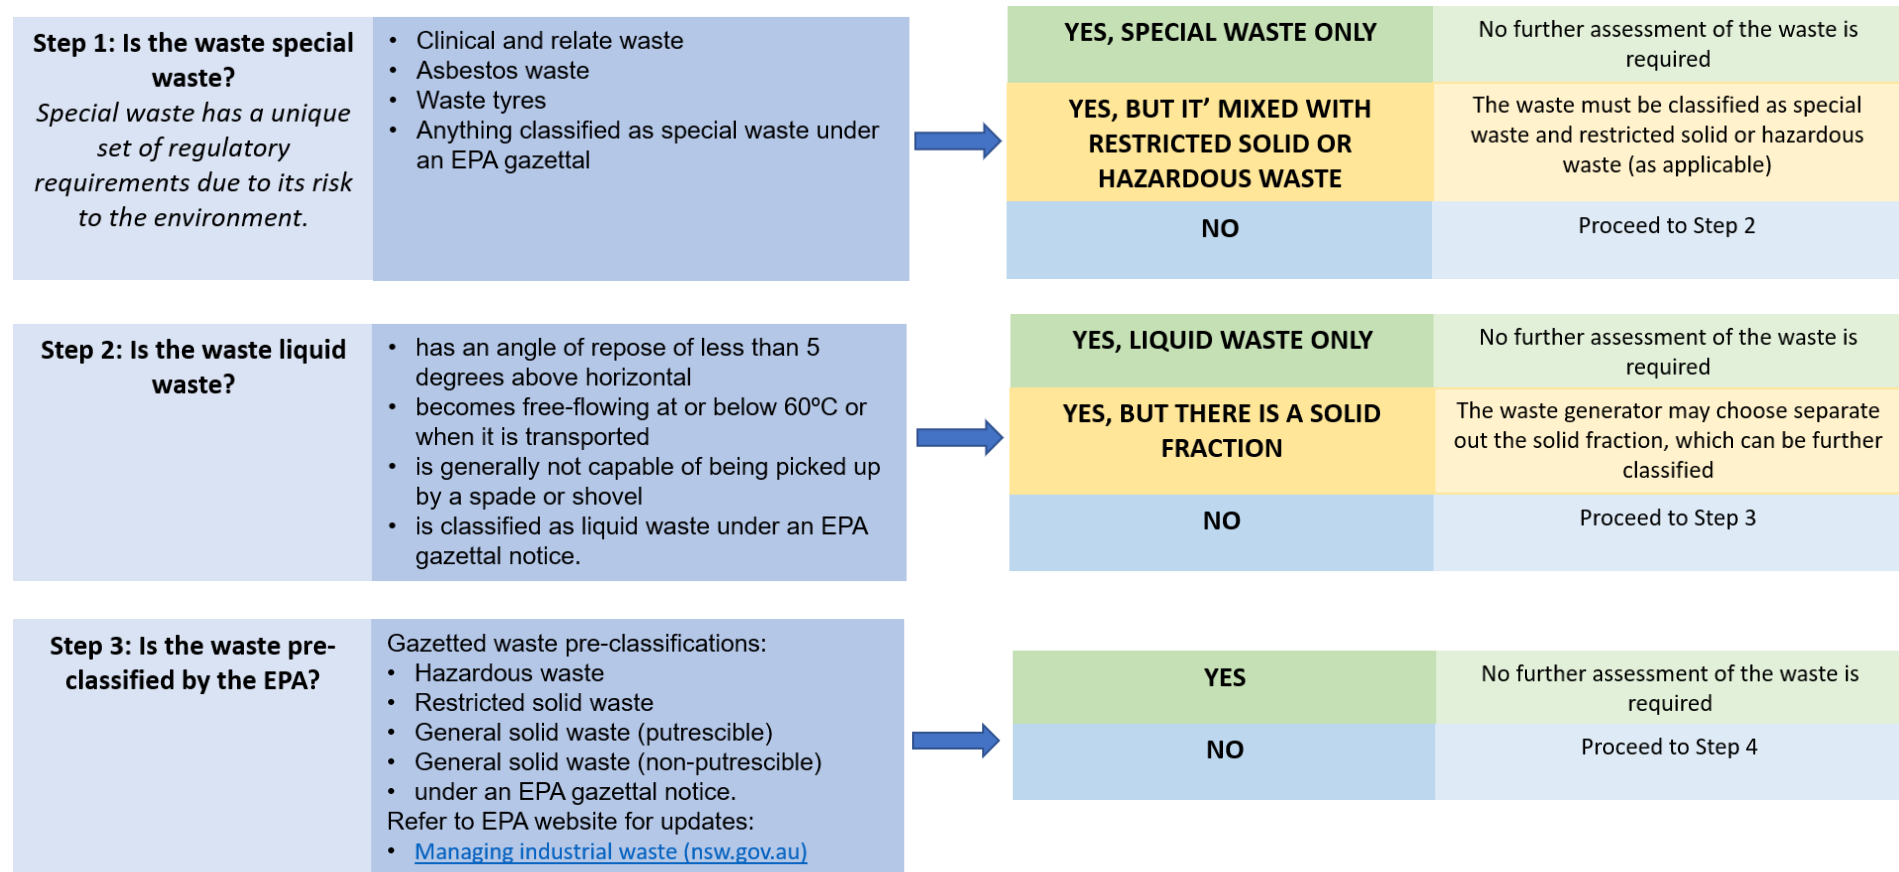 Step 1: Is the waste special
waste?
Special waste has a unique
set of regulatory
requirements due to its risk
to the environment.
• Clinical and relate waste
• Asbestos waste
• Waste tyres
• Anything classified as special waste under
an EPA gazettal
YES, SPECIAL WASTE ONLY
No further assessment of the waste is
required
YES, BUT IT’ MIXED WITH
RESTRICTED SOLID OR
HAZARDOUS WASTE
The waste must be classified as special
waste and restricted solid or hazardous
waste (as applicable)
NO
Proceed to Step 2
Step 2: Is the waste liquid
waste?
• has an angle of repose of less than 5
degrees above horizontal
• becomes free-flowing at or below 60ºC or
when it is transported
• is generally not capable of being picked up
by a spade or shovel
• is classified as liquid waste under an EPA
gazettal notice.
YES, LIQUID WASTE ONLY
No further assessment of the waste is
required
YES, BUT THERE IS A SOLID
FRACTION
The waste generator may choose separate
out the solid fraction, which can be further
classified
NO
Proceed to Step 3
Step 3: Is the waste pre-
classified by the EPA?
Gazetted waste pre-classifications:
• Hazardous waste
• Restricted solid waste
• General solid waste (putrescible)
• General solid waste (non-putrescible)
• under an EPA gazettal notice.
Refer to EPA website for updates:
• Managing industrial waste (nsw.gov.au)
YES
No further assessment of the waste is
required
NO
Proceed to Step 4